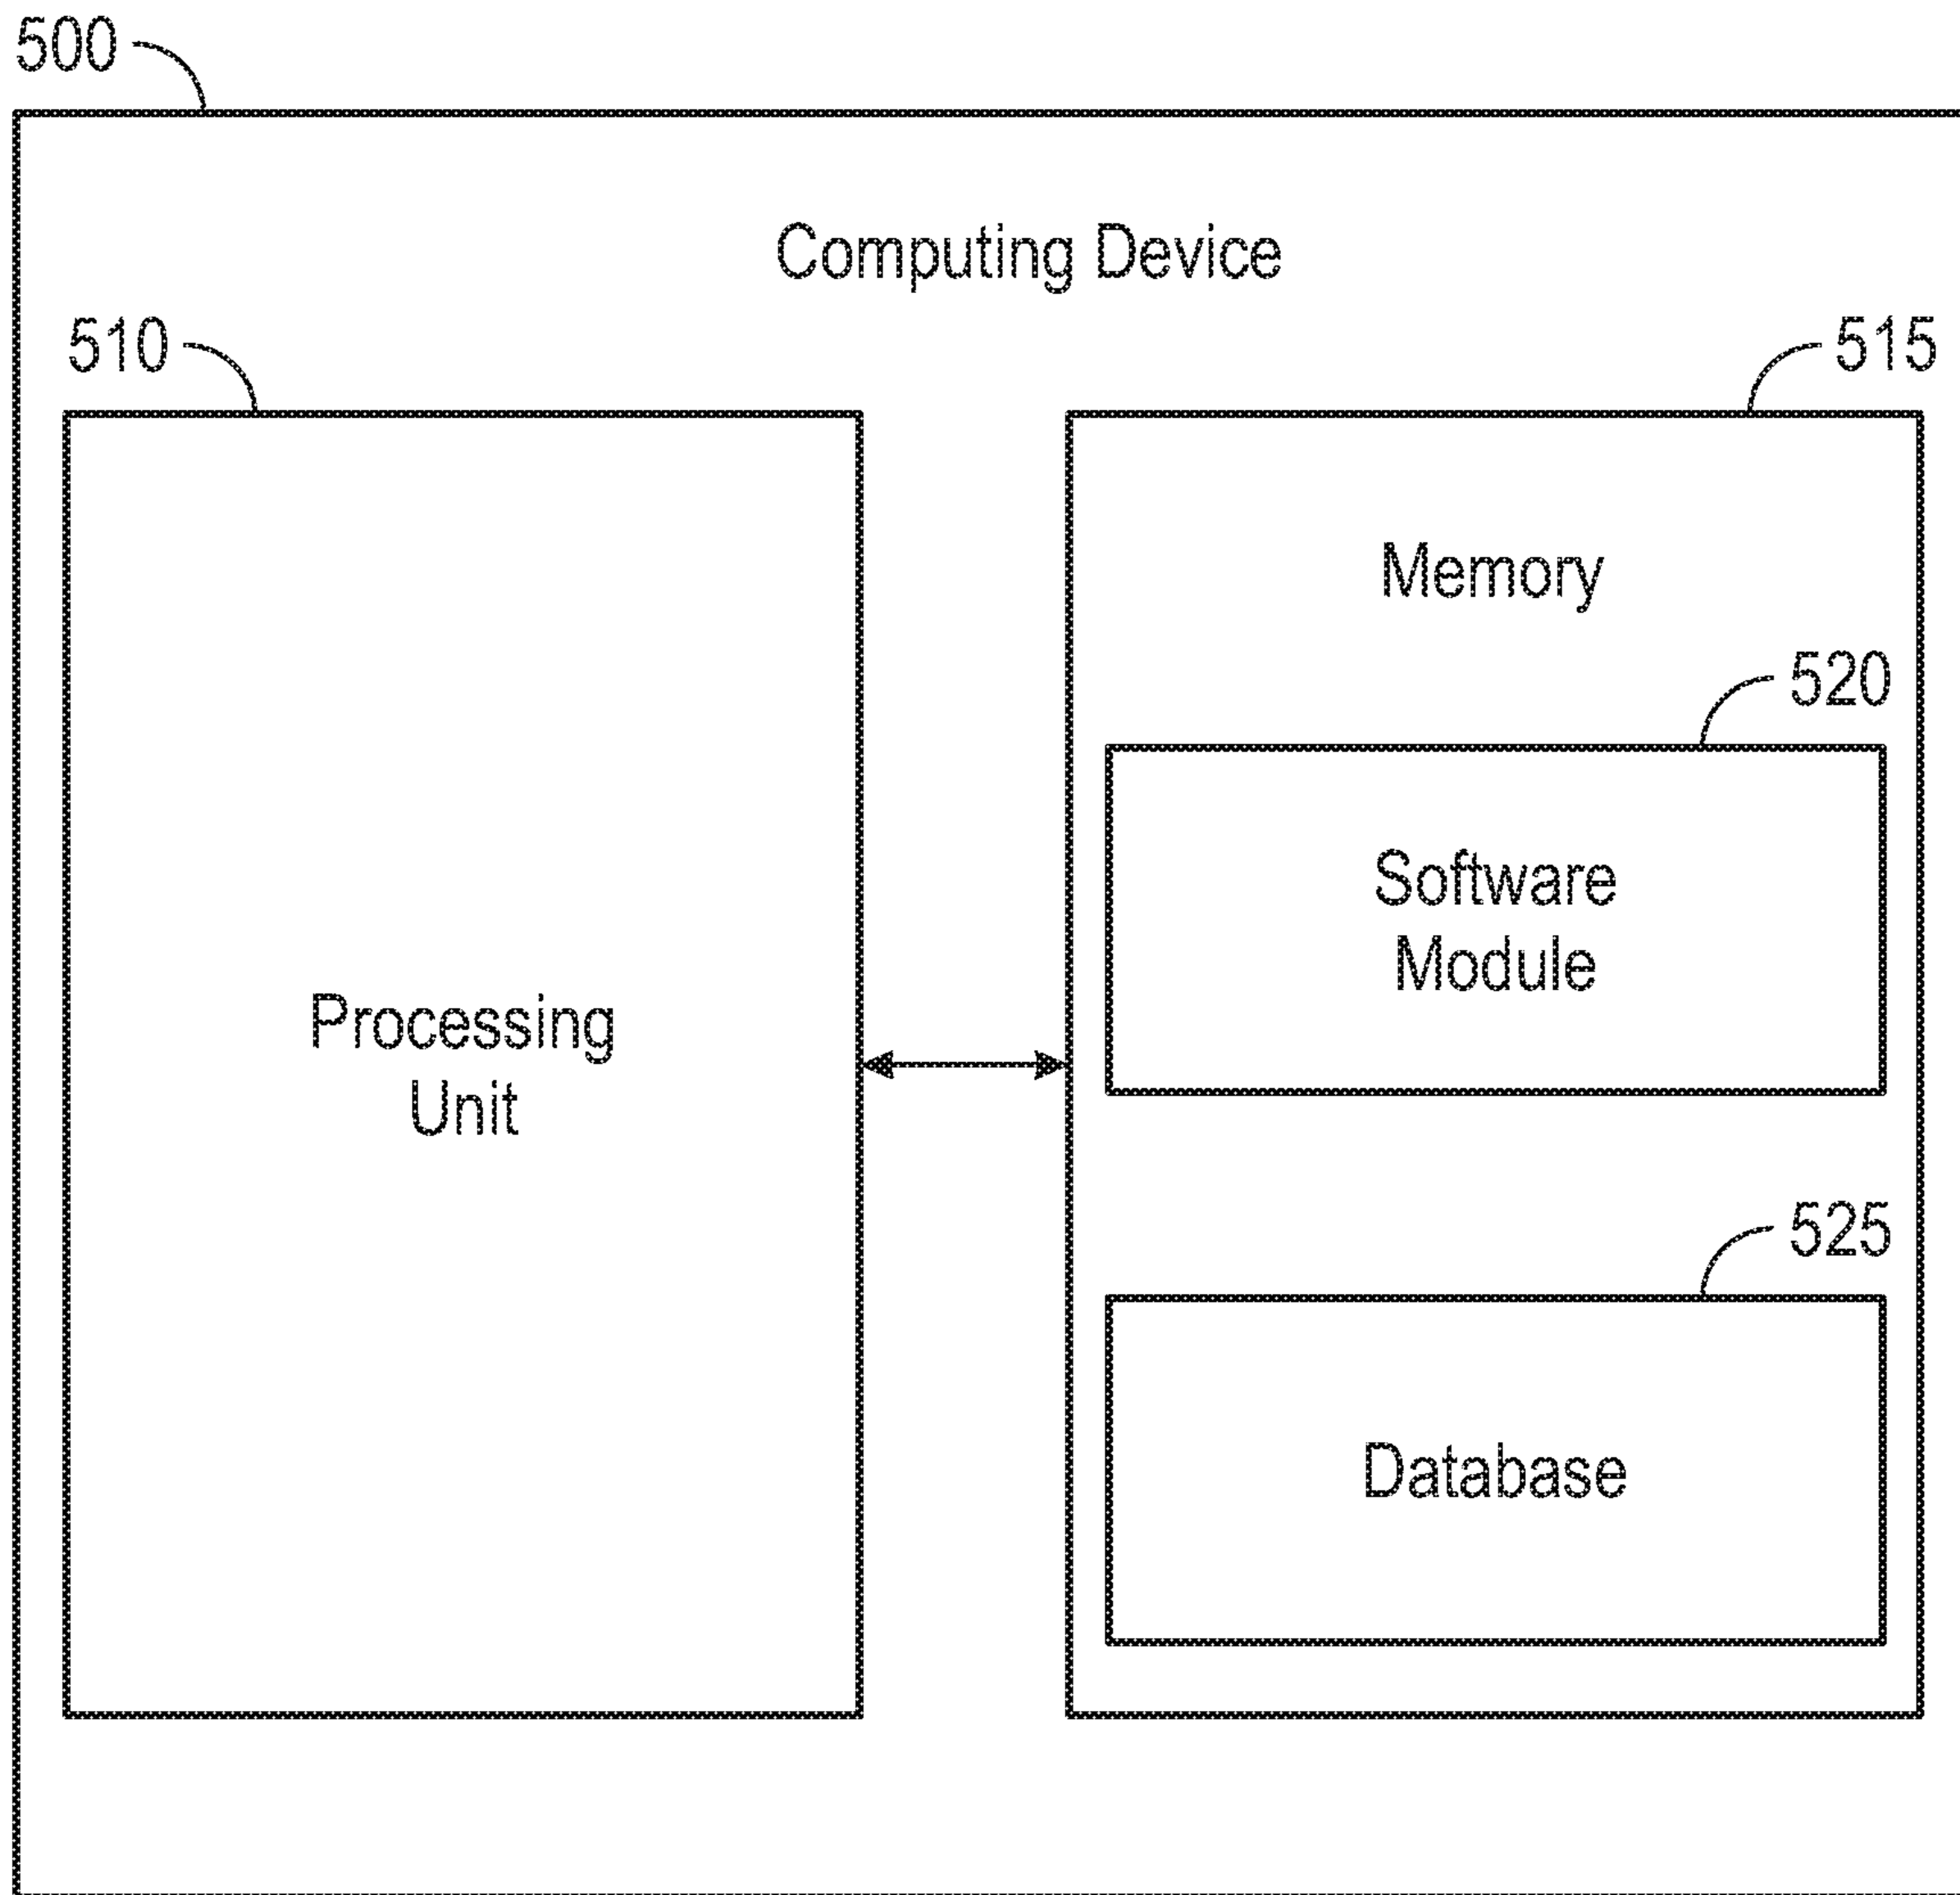 500
Computing Device
510
515
Memory
520
Software
Module
Processing
Unit
525
Database